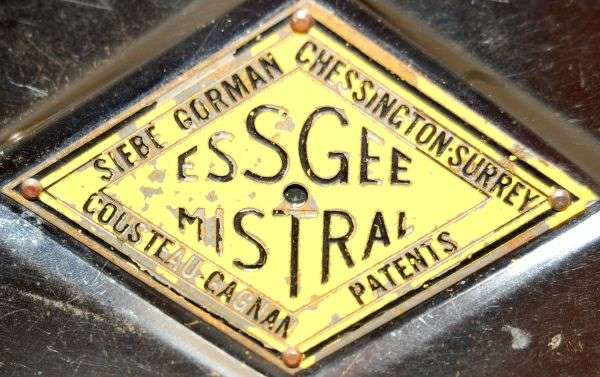 SIEBE GORMAN
CHESSINGTON·SURREY
ESSGEE
MISTRAL
COUSTEAU-GAGNAN
PATENTS